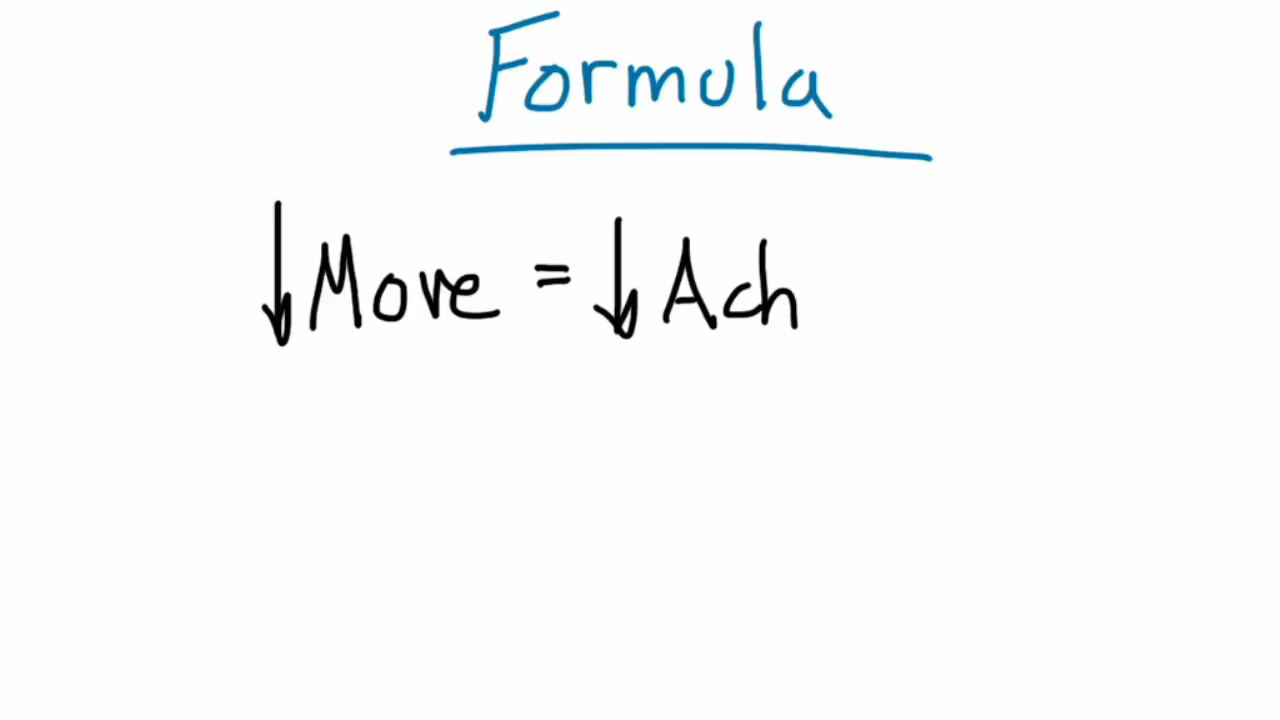 Formula
↓ Move = ↓ Ach